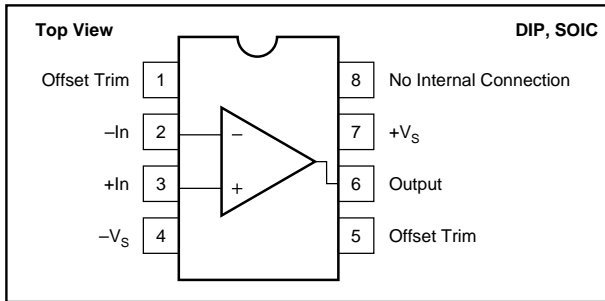 Top View DIP, SOIC
Offset Trim 1 8 No Internal Connection
–In 2 – 7 +VS
+In 3 + 6 Output
–VS 4 5 Offset Trim